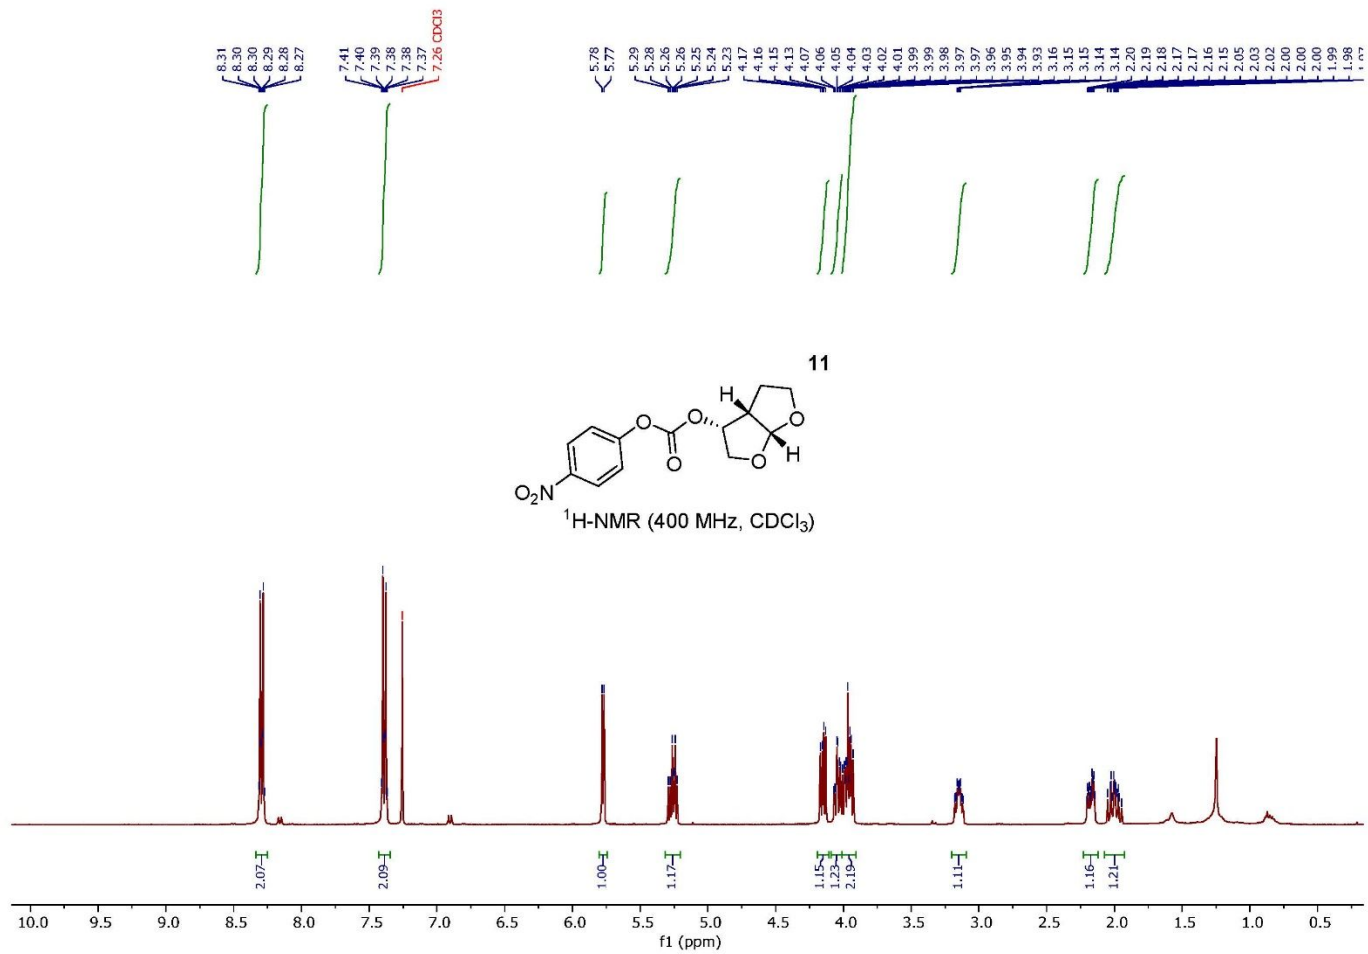 8.31 8.30 8.30 8.29 8.28 8.27 7.41 7.40 7.39 7.38 7.38 7.37 7.26 CDCl3 5.78 5.77 5.29 5.28 5.26 5.26 5.25 5.24 5.23 4.17 4.16 4.15 4.13 4.07 4.06 4.05 4.04 4.03 4.02 4.01 3.99 3.99 3.98 3.97 3.97 3.96 3.95 3.94 3.93 3.16 3.15 3.15 3.14 3.14 2.20 2.19 2.18 2.17 2.17 2.16 2.15 2.05 2.03 2.02 2.00 2.00 2.00 1.99 1.98
11
H
O O O
O H
O O
O2N
1H-NMR (400 MHz, CDCl3)
2.07 2.09 1.00 1.17 1.15 1.23 2.19 1.11 1.16 1.21
10.0 9.5 9.0 8.5 8.0 7.5 7.0 6.5 6.0 5.5 5.0 4.5 4.0 3.5 3.0 2.5 2.0 1.5 1.0 0.5
f1 (ppm)